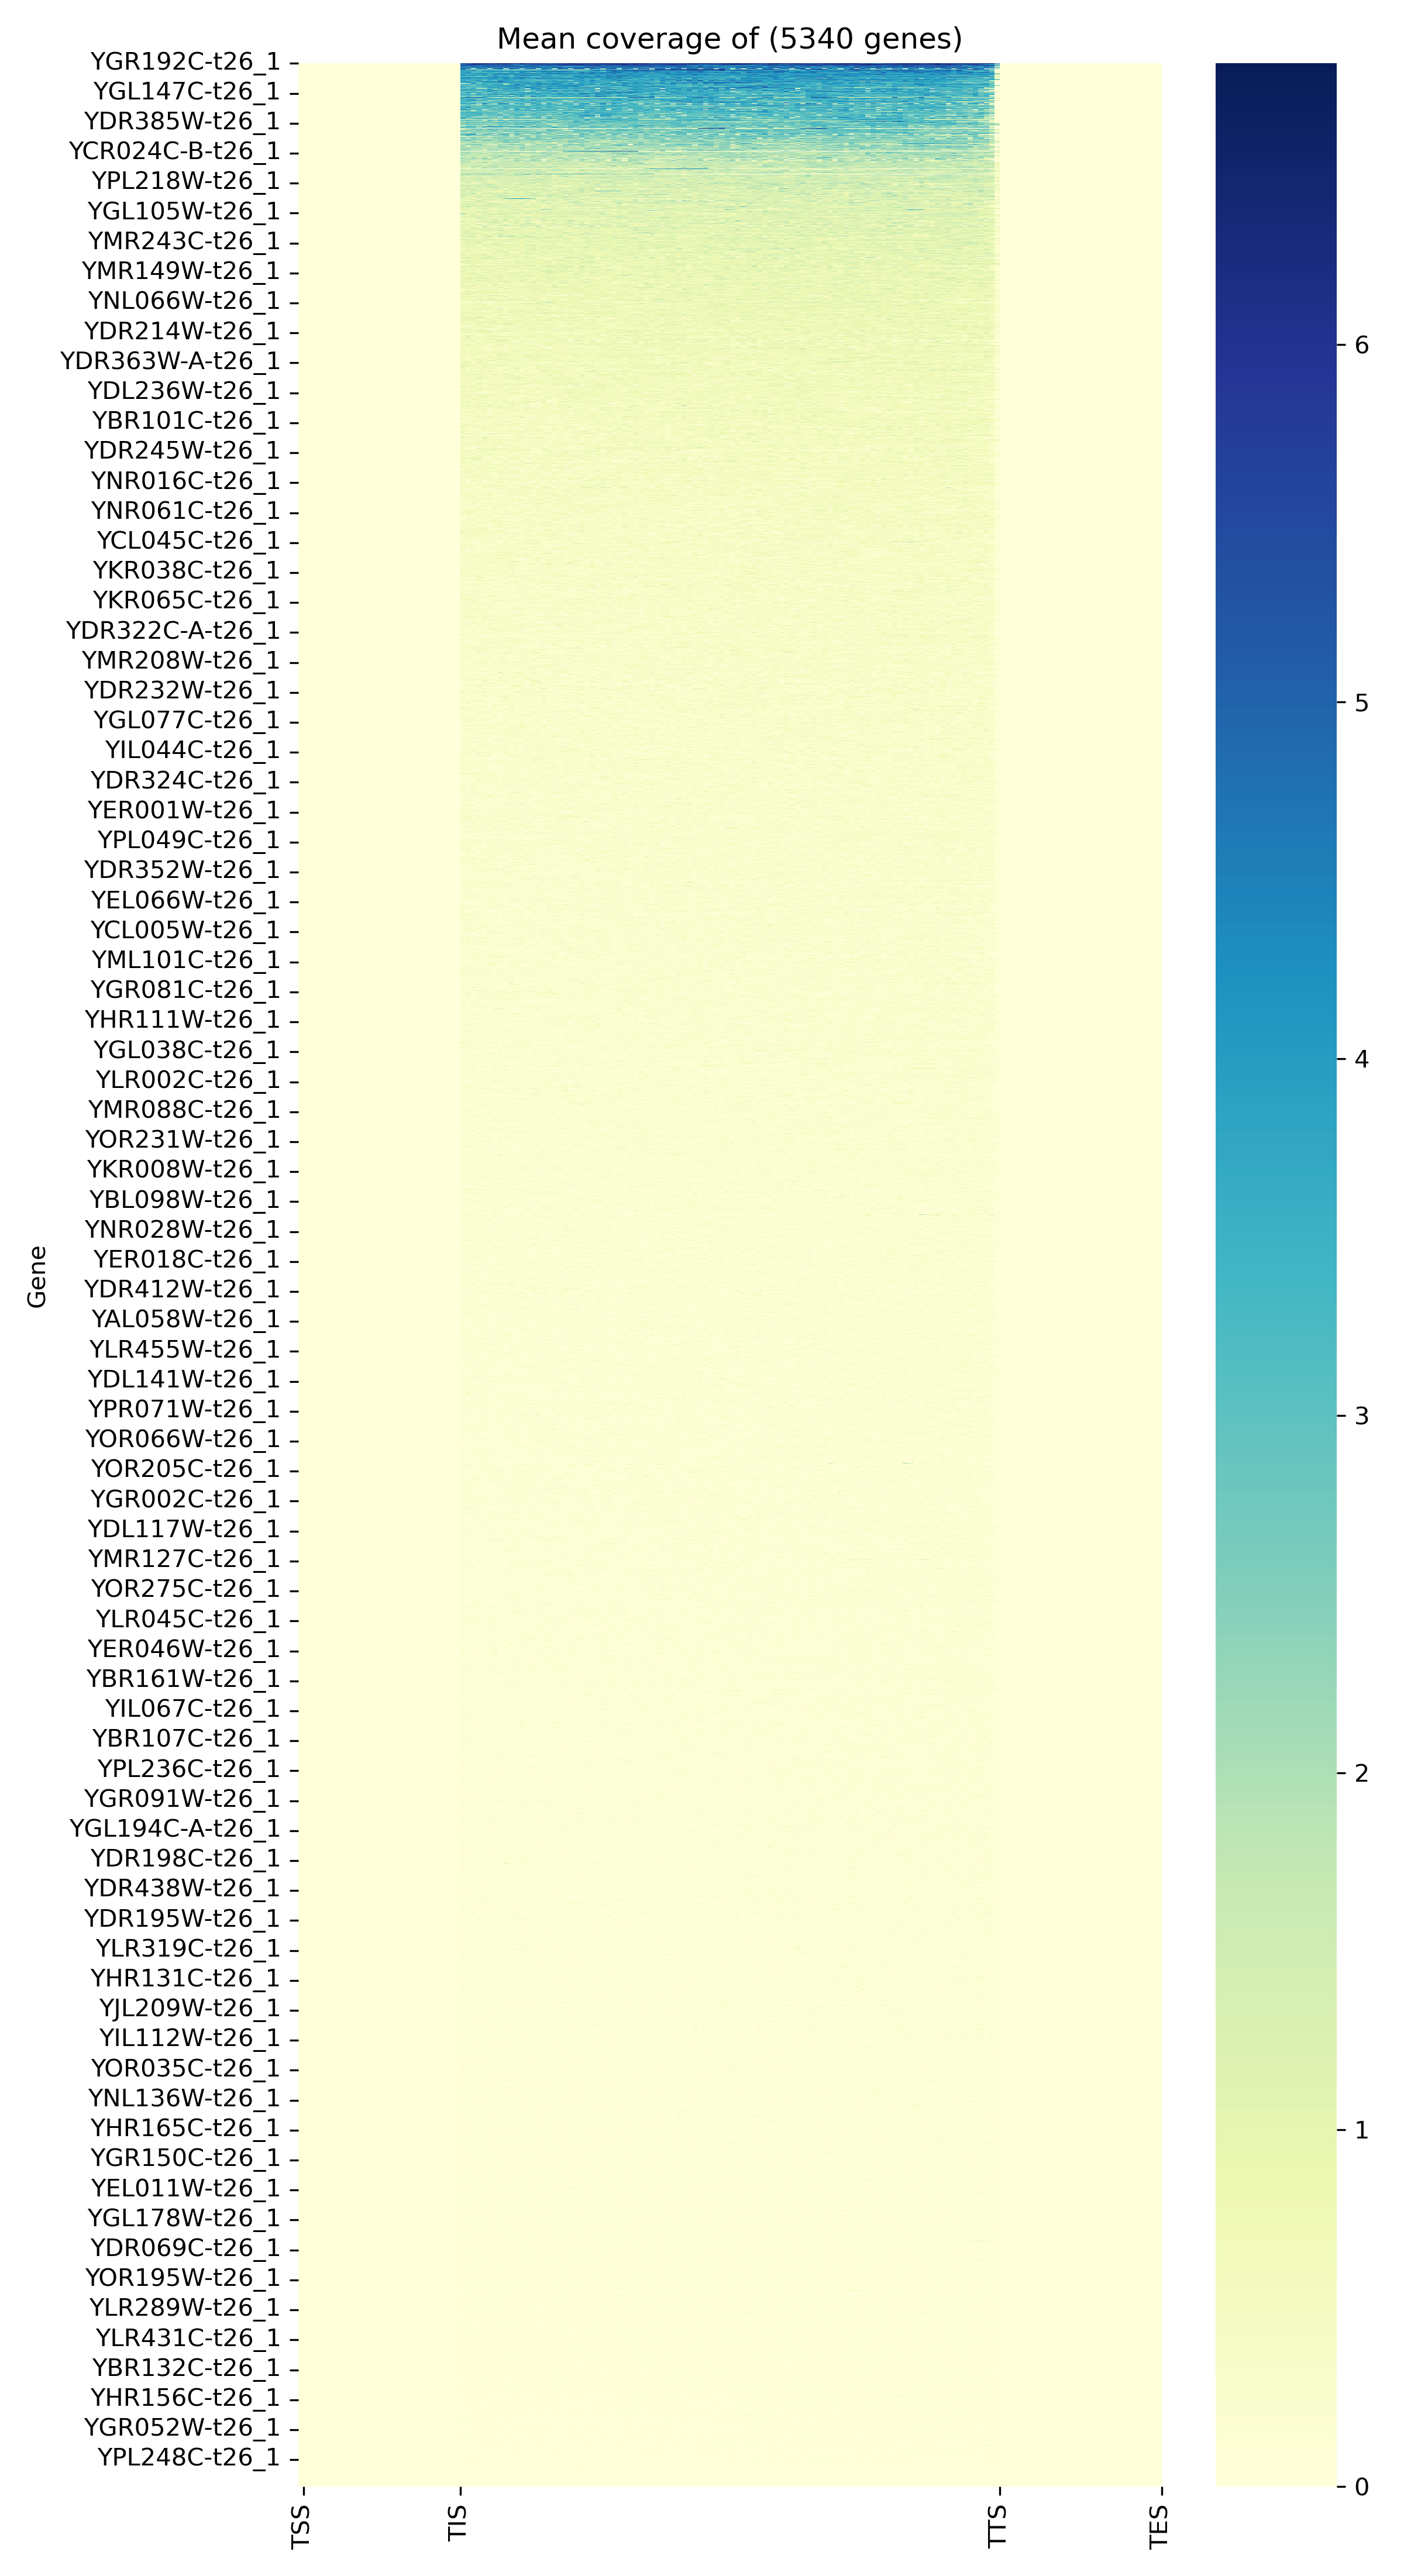 Mean coverage of (5340 genes)
YGR192C-t26_1
YGL147C-t26_1
YDR385W-t26_1
YCR024C-B-t26_1
YPL218W-t26_1
YGL105W-t26_1
YMR243C-t26_1
YMR149W-t26_1
YNL066W-t26_1
YDR214W-t26_1
YDR363W-A-t26_1
YDL236W-t26_1
YBR101C-t26_1
YDR245W-t26_1
YNR016C-t26_1
YNR061C-t26_1
YCL045C-t26_1
YKR038C-t26_1
YKR065C-t26_1
YDR322C-A-t26_1
YMR208W-t26_1
YDR232W-t26_1
YGL077C-t26_1
YIL044C-t26_1
YDR324C-t26_1
YER001W-t26_1
YPL049C-t26_1
YDR352W-t26_1
YEL066W-t26_1
YCL005W-t26_1
YML101C-t26_1
YGR081C-t26_1
YHR111W-t26_1
YGL038C-t26_1
YLR002C-t26_1
YMR088C-t26_1
YOR231W-t26_1
YKR008W-t26_1
YBL098W-t26_1
YNR028W-t26_1
YER018C-t26_1
YDR412W-t26_1
YAL058W-t26_1
YLR455W-t26_1
YDL141W-t26_1
YPR071W-t26_1
YOR066W-t26_1
YOR205C-t26_1
YGR002C-t26_1
YDL117W-t26_1
YMR127C-t26_1
YOR275C-t26_1
YLR045C-t26_1
YER046W-t26_1
YBR161W-t26_1
YIL067C-t26_1
YBR107C-t26_1
YPL236C-t26_1
YGR091W-t26_1
YGL194C-A-t26_1
YDR198C-t26_1
YDR438W-t26_1
YDR195W-t26_1
YLR319C-t26_1
YHR131C-t26_1
YJL209W-t26_1
YIL112W-t26_1
YOR035C-t26_1
YNL136W-t26_1
YHR165C-t26_1
YGR150C-t26_1
YEL011W-t26_1
YGL178W-t26_1
YDR069C-t26_1
YOR195W-t26_1
YLR289W-t26_1
YLR431C-t26_1
YBR132C-t26_1
YHR156C-t26_1
YGR052W-t26_1
YPL248C-t26_1
Gene
TSS
TIS
TTS
TES
6
5
4
3
2
1
0